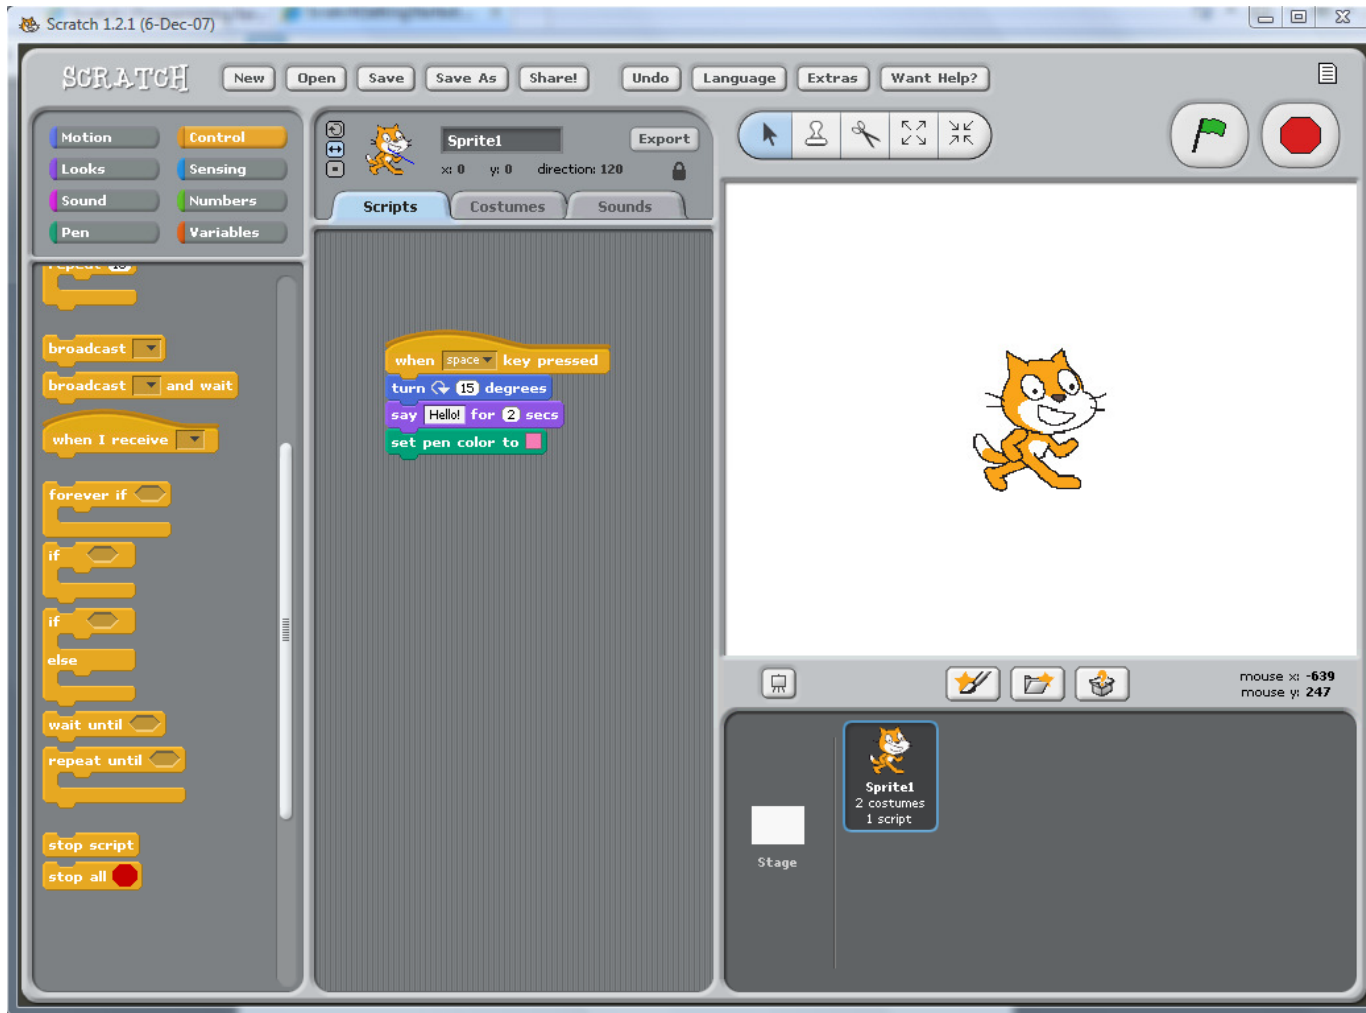 Scratch 1.2.1 (6-Dec-07)
SCRATCH New Open Save Save As Share! Undo Language Extras Want Help?
Motion Control
Looks Sensing
Sound Numbers
Pen Variables
repeat 10
broadcast
broadcast and wait
when I receive
forever if
if
if
else
wait until
repeat until
stop script
stop all
Sprite1 Export
x: 0 y: 0 direction: 120
Scripts Costumes Sounds
when space key pressed
turn 15 degrees
say Hello! for 2 secs
set pen color to
mouse x: -639
mouse y: 247
Sprite1
2 costumes
1 script
Stage